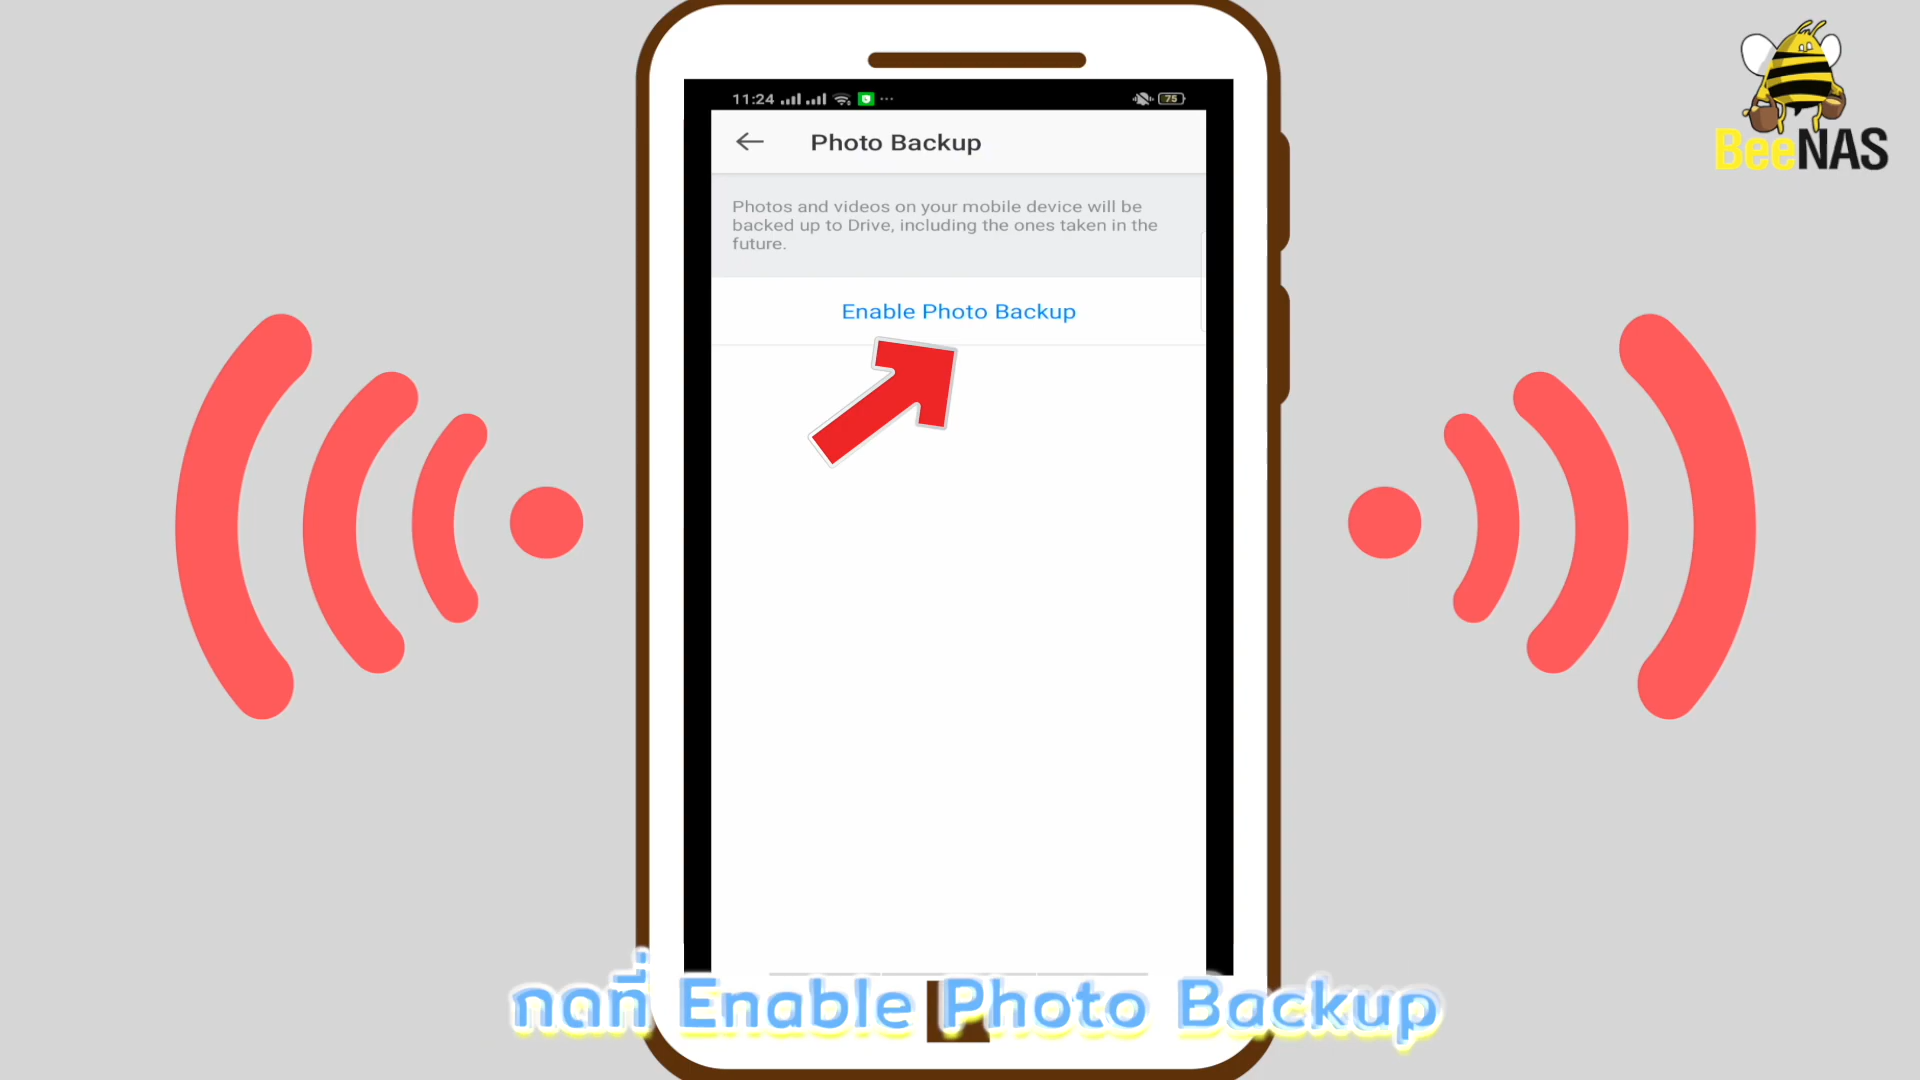 BeeNAS
11:24
75
Photo Backup
Photos and videos on your mobile device will be
backed up to Drive, including the ones taken in the
future.
Enable Photo Backup
กดที่ Enable Photo Backup